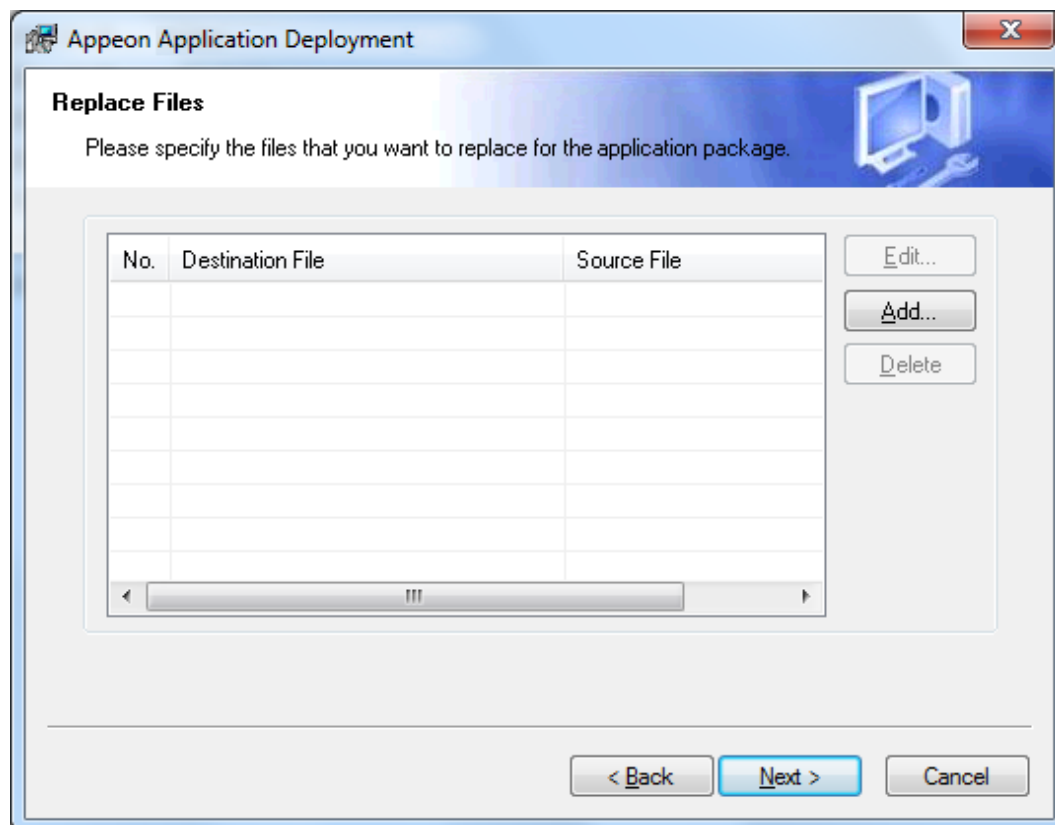 Appeon Application Deployment
Replace Files
Please specify the files that you want to replace for the application package.
No. Destination File Source File
Edit...
Add...
Delete
< Back Next > Cancel